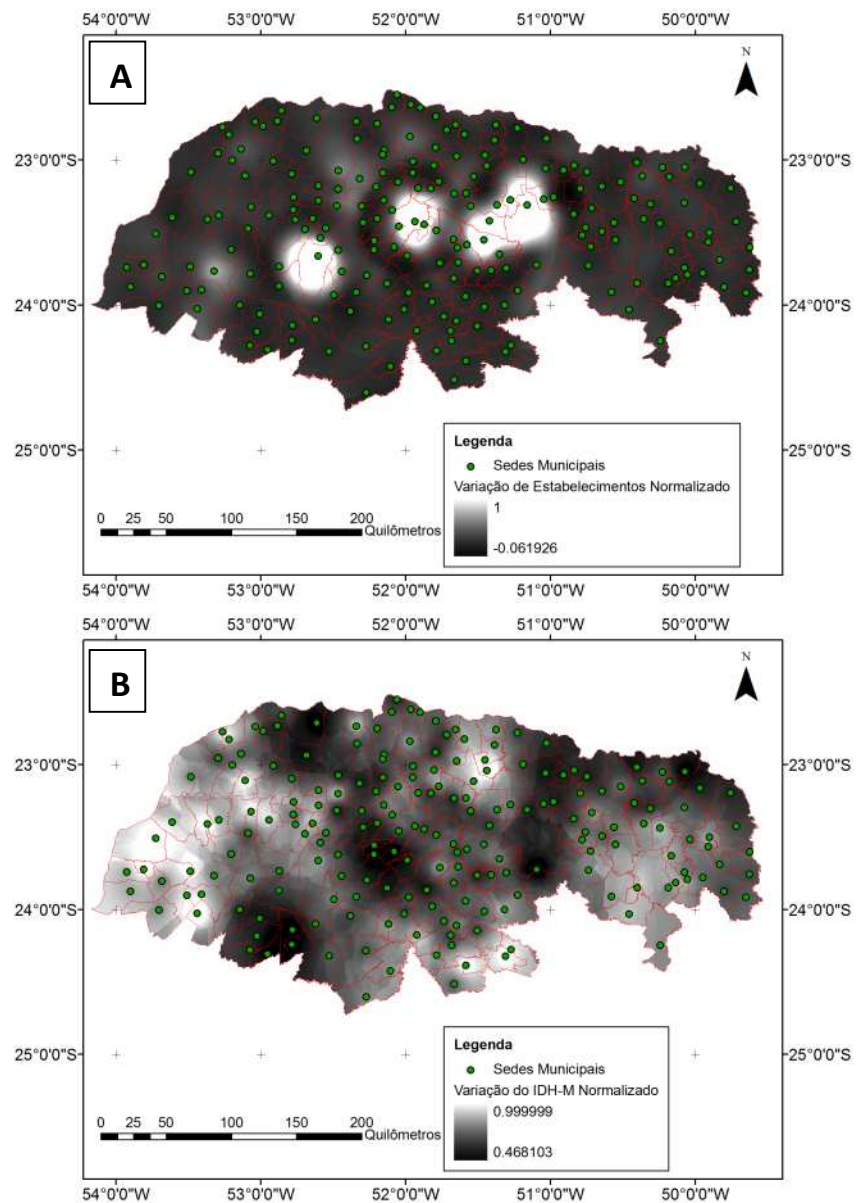 54°0'0"W 53°0'0"W 52°0'0"W 51°0'0"W 50°0'0"W
A
N
23°0'0"S 23°0'0"S
24°0'0"S 24°0'0"S
25°0'0"S 25°0'0"S
Legenda
Sedes Municipais
Variação de Estabelecimentos Normalizado
1
-0.061926
0 25 50 100 150 200
Quilômetros
54°0'0"W 53°0'0"W 52°0'0"W 51°0'0"W 50°0'0"W
54°0'0"W 53°0'0"W 52°0'0"W 51°0'0"W 50°0'0"W
B
N
23°0'0"S 23°0'0"S
24°0'0"S 24°0'0"S
25°0'0"S 25°0'0"S
Legenda
Sedes Municipais
Variação do IDH-M Normalizado
0.999999
0.468103
0 25 50 100 150 200
Quilômetros
54°0'0"W 53°0'0"W 52°0'0"W 51°0'0"W 50°0'0"W